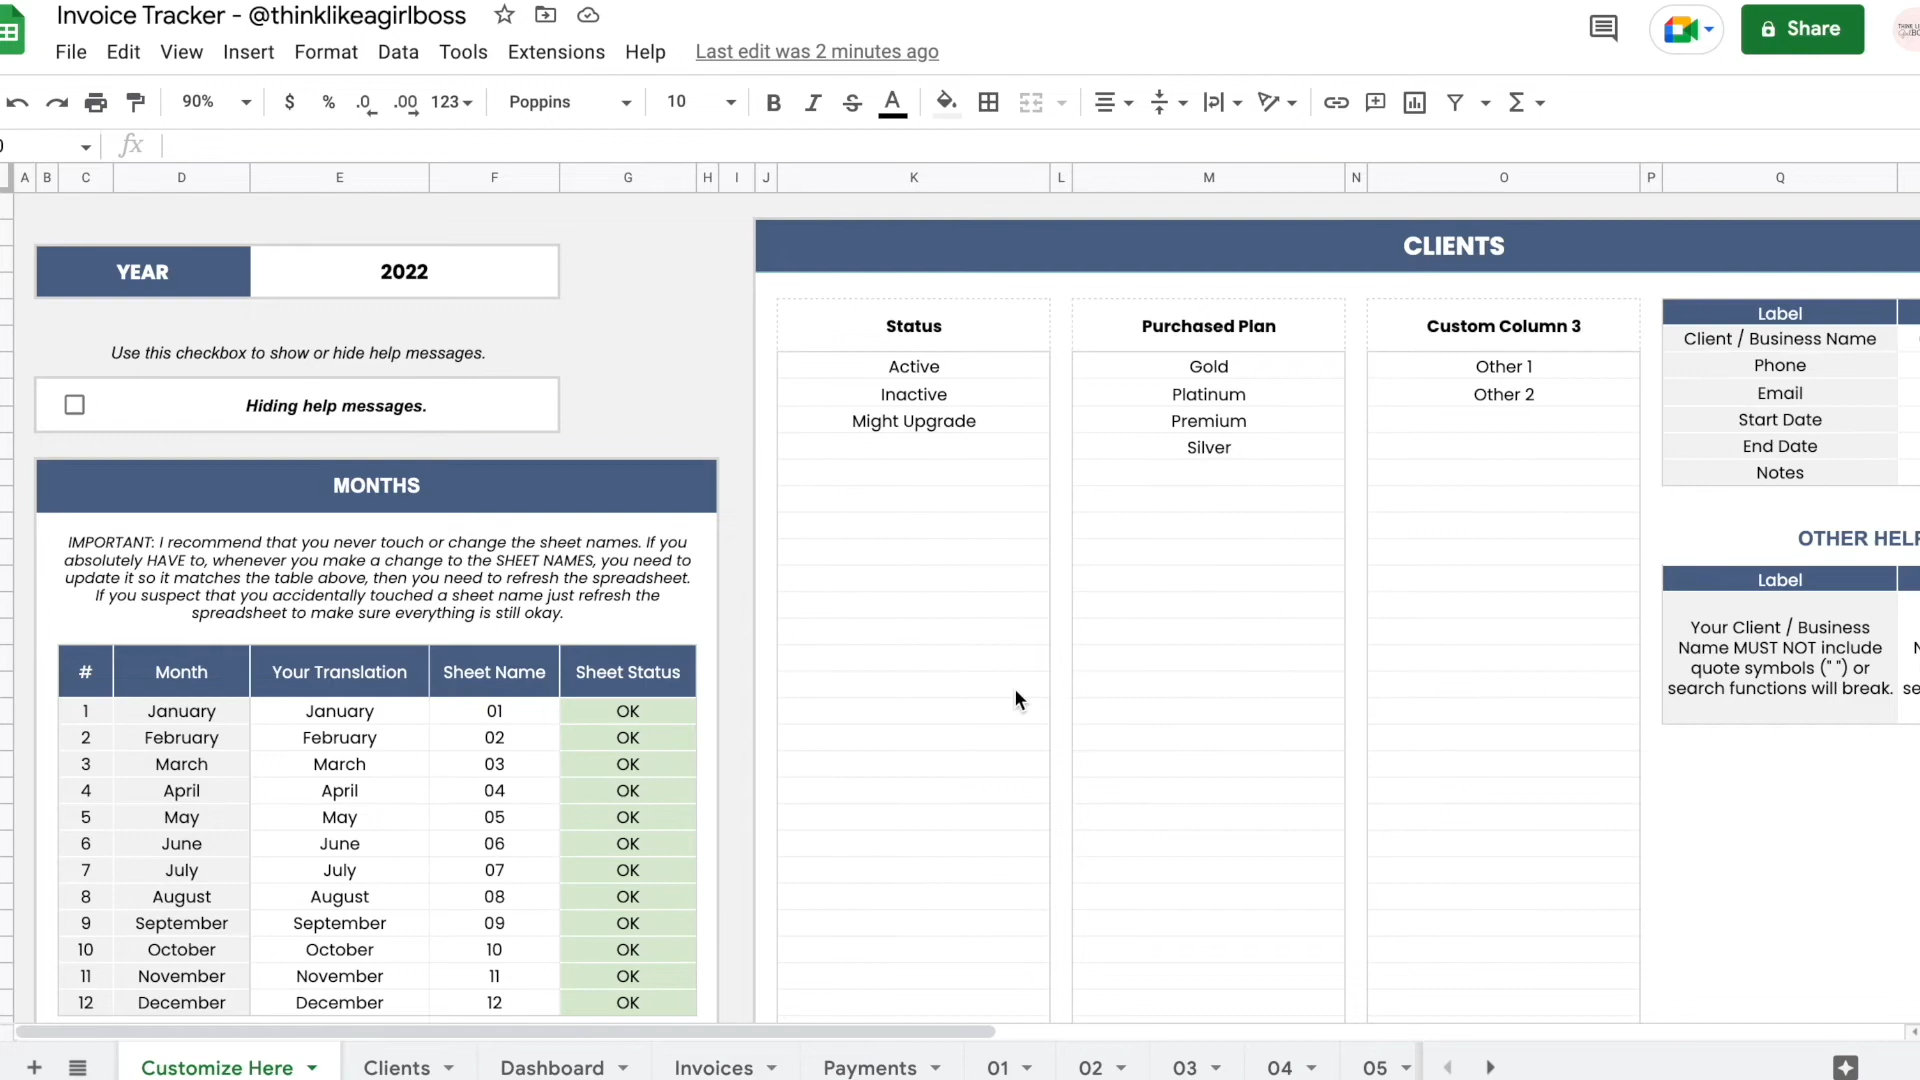 Invoice Tracker - @thinklikeagirlboss
File Edit View Insert Format Data Tools Extensions Help Last edit was 2 minutes ago
Share
90% $ % .0 .00 123 Poppins 10 B I S A Σ
fx
A B C D E F G H I J K L M N O P Q
YEAR 2022
Use this checkbox to show or hide help messages.
Hiding help messages.
MONTHS
IMPORTANT: I recommend that you never touch or change the sheet names. If you
absolutely HAVE to, whenever you make a change to the SHEET NAMES, you need to
update it so it matches the table above, then you need to refresh the spreadsheet.
If you suspect that you accidentally touched a sheet name just refresh the
spreadsheet to make sure everything is still okay.
# Month Your Translation Sheet Name Sheet Status
1 January January 01 OK
2 February February 02 OK
3 March March 03 OK
4 April April 04 OK
5 May May 05 OK
6 June June 06 OK
7 July July 07 OK
8 August August 08 OK
9 September September 09 OK
10 October October 10 OK
11 November November 11 OK
12 December December 12 OK
CLIENTS
Status
Active
Inactive
Might Upgrade
Purchased Plan
Gold
Platinum
Premium
Silver
Custom Column 3
Other 1
Other 2
Label
Client / Business Name
Phone
Email
Start Date
End Date
Notes
OTHER HELP
Label
Your Client / Business
Name MUST NOT include
quote symbols (" ") or
search functions will break.
Customize Here Clients Dashboard Invoices Payments 01 02 03 04 05